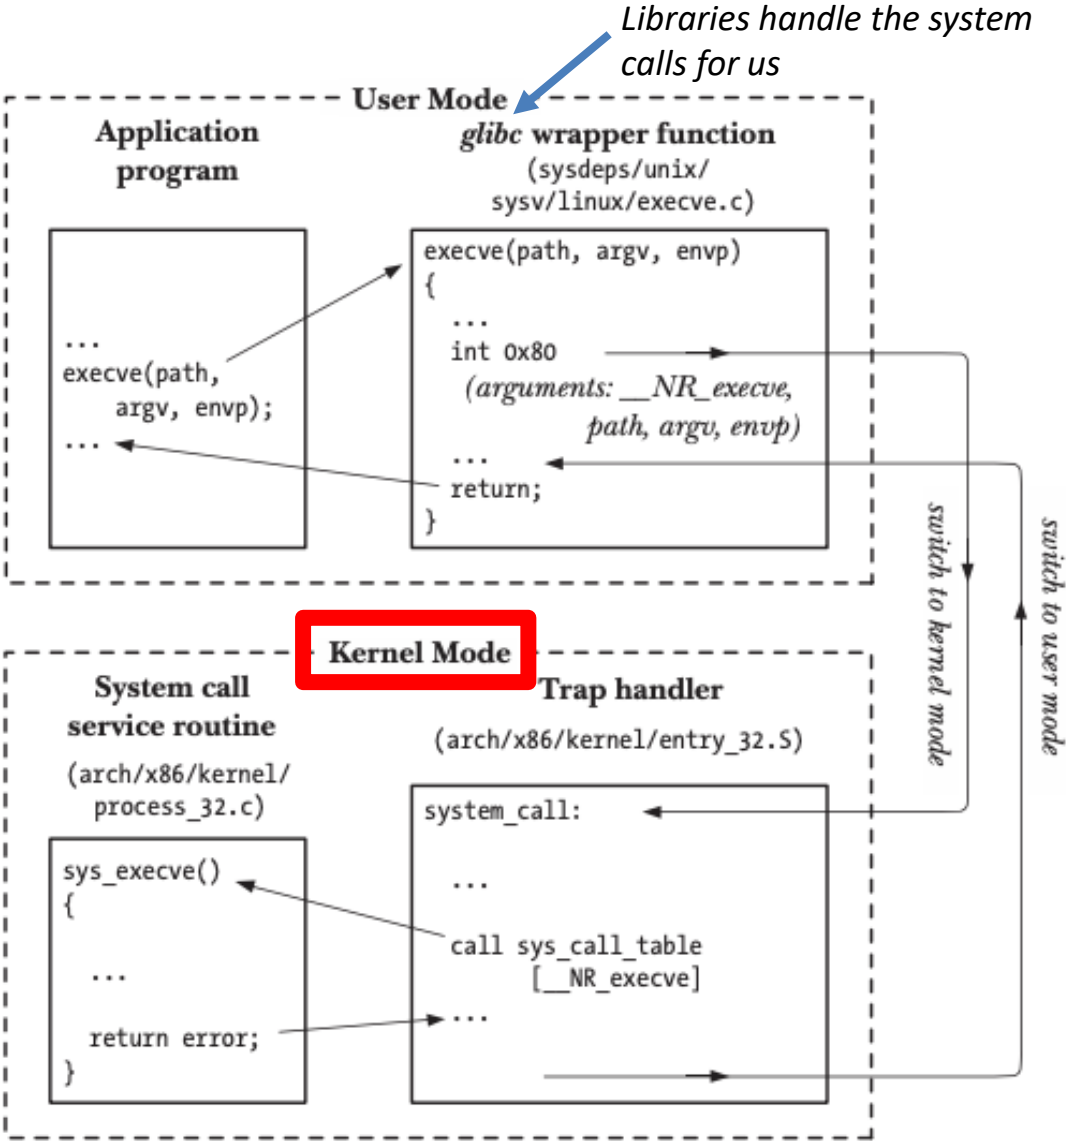 Libraries handle the system
calls for us
User Mode
Application
program
glibc wrapper function
(sysdeps/unix/
sysv/linux/execve.c)
...
execve(path,
argv, envp);
...
execve(path, argv, envp)
{
...
int 0x80
(arguments: __NR_execve,
path, argv, envp)
...
return;
}
switch to kernel mode
switch to user mode
Kernel Mode
System call
service routine
(arch/x86/kernel/
process_32.c)
Trap handler
(arch/x86/kernel/entry_32.S)
sys_execve()
{
...
return error;
}
system_call:
...
call sys_call_table
[__NR_execve]
...